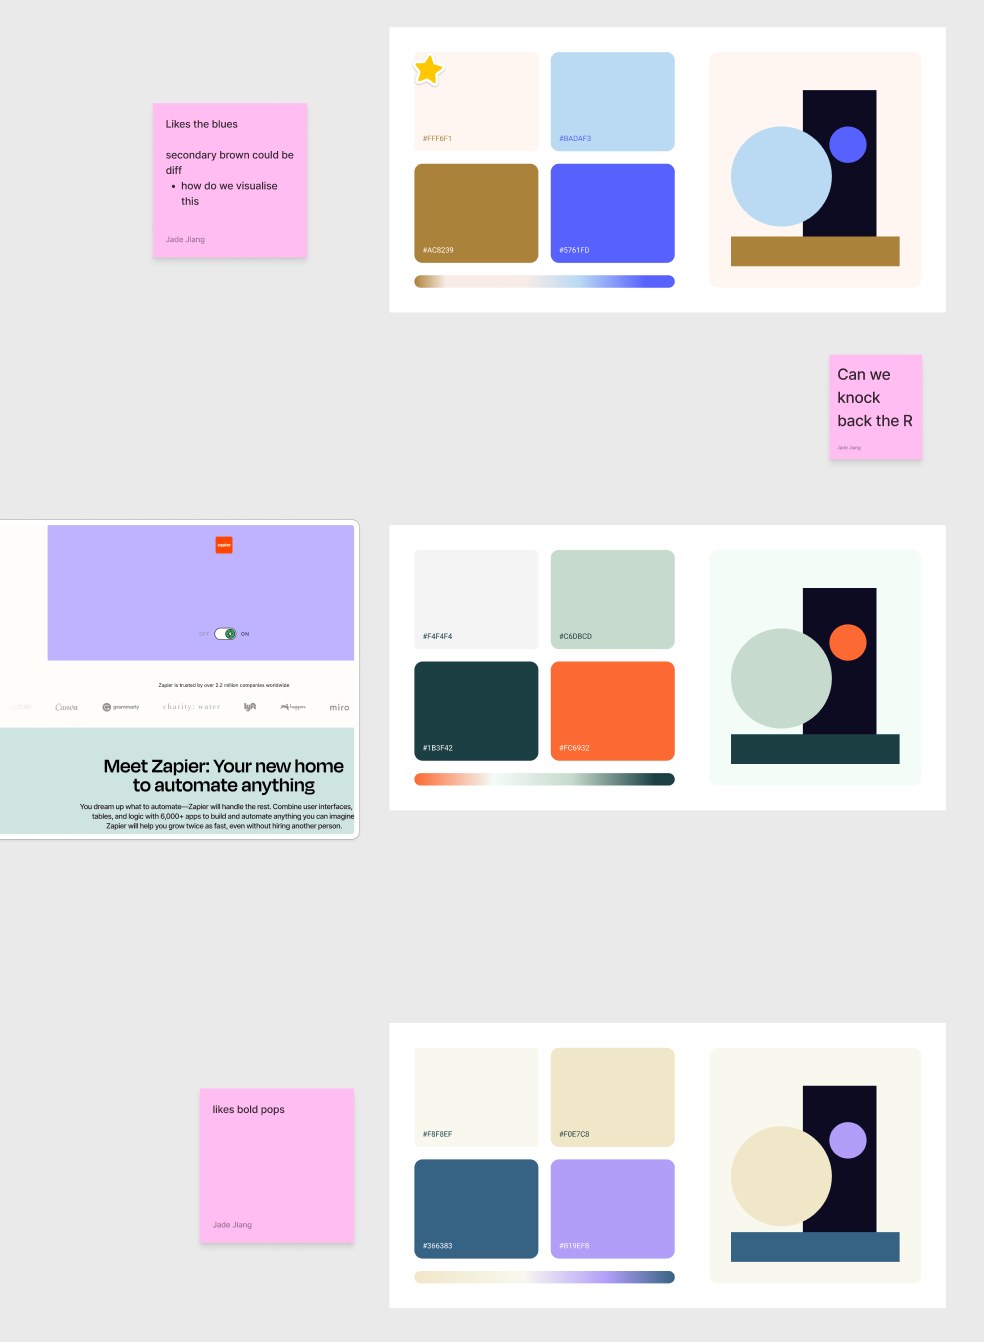 Likes the blues
secondary brown could be
diff
• how do we visualise
this
Jade Jiang
#FFF6F1
#BADAF3
#AC8239
#5761FD
Can we
knock
back the R
Jade Jiang
zapier
OFF ON
Zapier is trusted by over 2.2 million companies worldwide
Canva
grammarly
charity: water
lyft
miro
Meet Zapier: Your new home
to automate anything
You dream up what to automate—Zapier will handle the rest. Combine user interfaces,
tables, and logic with 6,000+ apps to build and automate anything you can imagine
Zapier will help you grow twice as fast, even without hiring another person.
#F4F4F4
#C6DBCD
#1B3F42
#FC6932
likes bold pops
Jade Jiang
#F8F8EF
#F0E7C8
#366383
#B19EFB